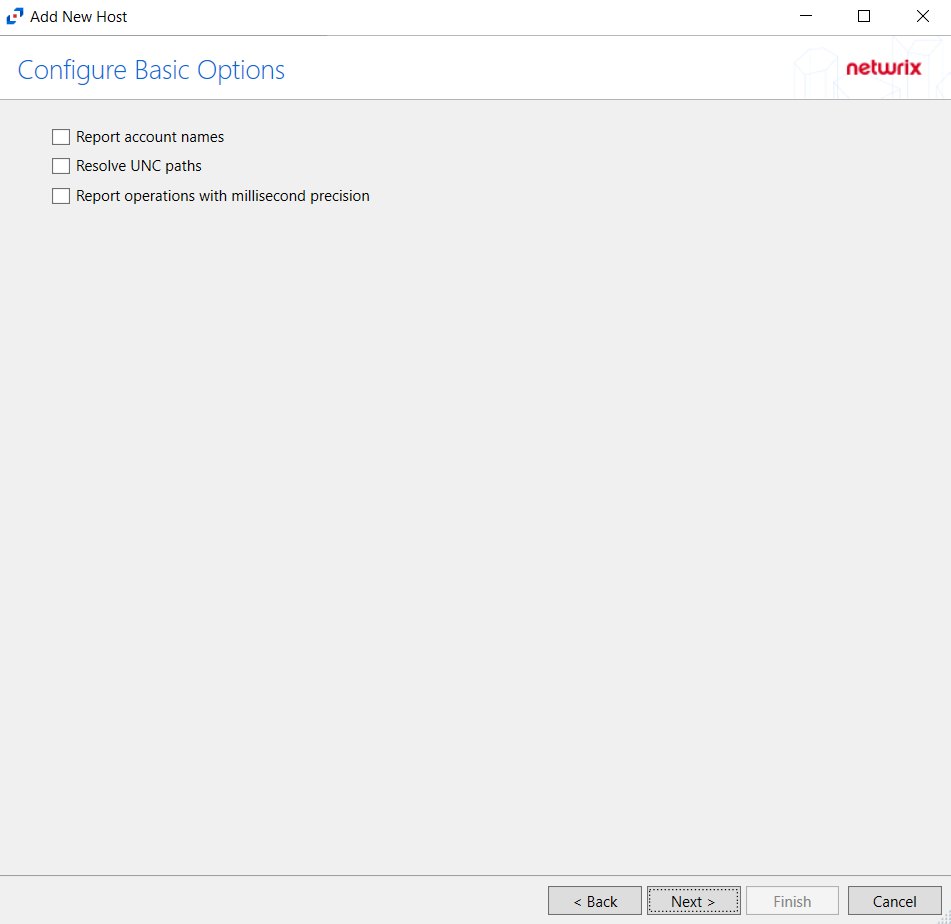 Add New Host
Configure Basic Options
netwrix
Report account names
Resolve UNC paths
Report operations with millisecond precision
< Back
Next >
Finish
Cancel